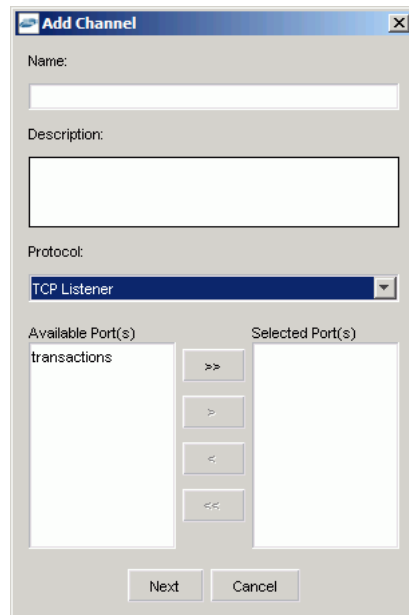 Add Channel
Name:
Description:
Protocol:
TCP Listener
Available Port(s) Selected Port(s)
transactions
>>
>
<
<<
Next Cancel